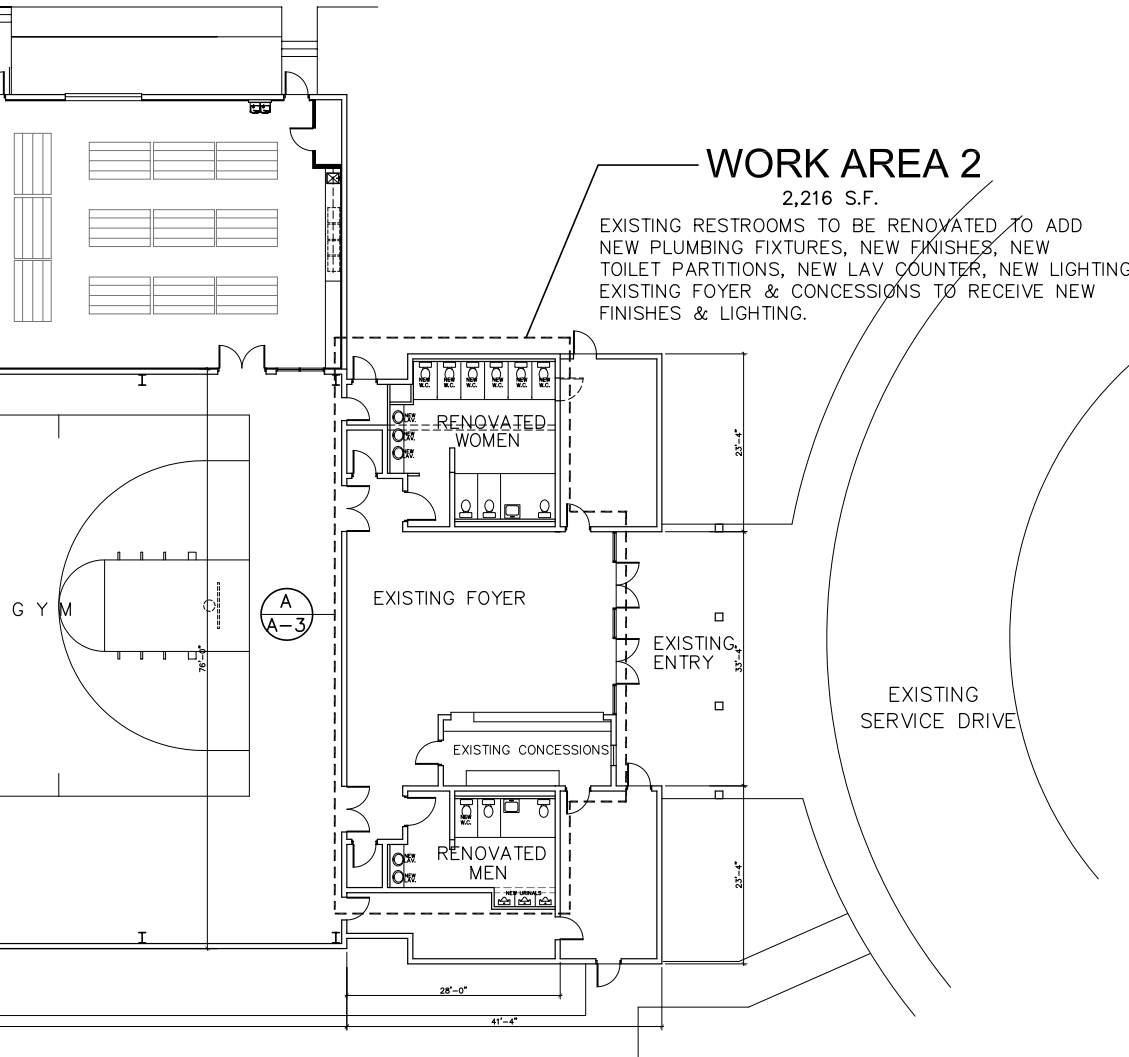 WORK AREA 2
2,216 S.F.
EXISTING RESTROOMS TO BE RENOVATED TO ADD
NEW PLUMBING FIXTURES, NEW FINISHES, NEW
TOILET PARTITIONS, NEW LAV COUNTER, NEW LIGHTING
EXISTING FOYER & CONCESSIONS TO RECEIVE NEW
FINISHES & LIGHTING.
NEW
W.C.
NEW
W.C.
NEW
W.C.
NEW
W.C.
NEW
W.C.
NEW
W.C.
NEW
LAV.
NEW
LAV.
NEW
LAV.
RENOVATED
WOMEN
23'-4"
GYM
A
A-3
76'-0"
EXISTING FOYER
EXISTING
ENTRY
33'-4"
EXISTING
SERVICE DRIVE
EXISTING CONCESSIONS
NEW
W.C.
NEW
LAV.
NEW
LAV.
RENOVATED
MEN
NEW URINALS
23'-4"
28'-0"
41'-4"